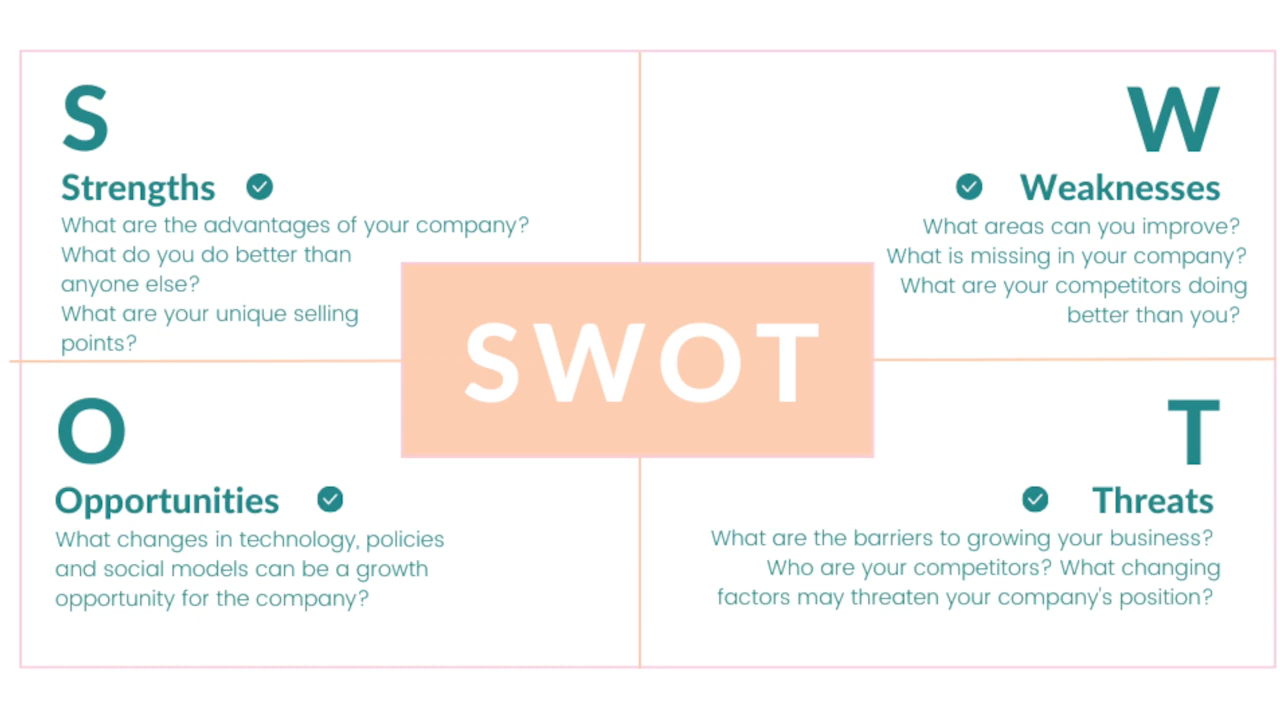 S
Strengths
What are the advantages of your company?
What do you do better than
anyone else?
What are your unique selling
points?
W
Weaknesses
What areas can you improve?
What is missing in your company?
What are your competitors doing
better than you?
SWOT
O
Opportunities
What changes in technology, policies
and social models can be a growth
opportunity for the company?
T
Threats
What are the barriers to growing your business?
Who are your competitors? What changing
factors may threaten your company's position?